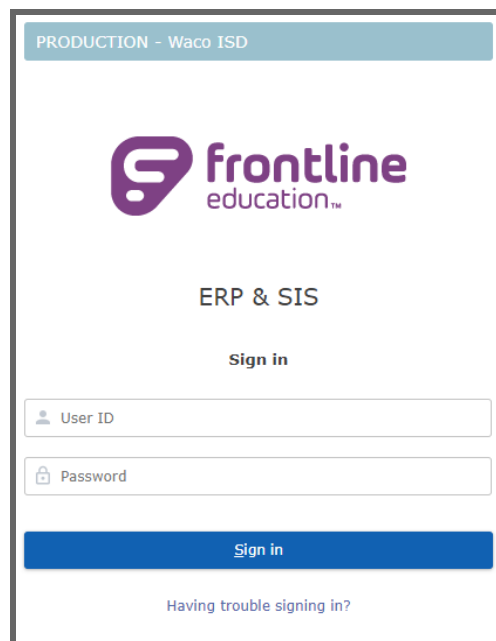 PRODUCTION - Waco ISD
frontline
education™
ERP & SIS
Sign in
User ID
Password
Sign in
Having trouble signing in?